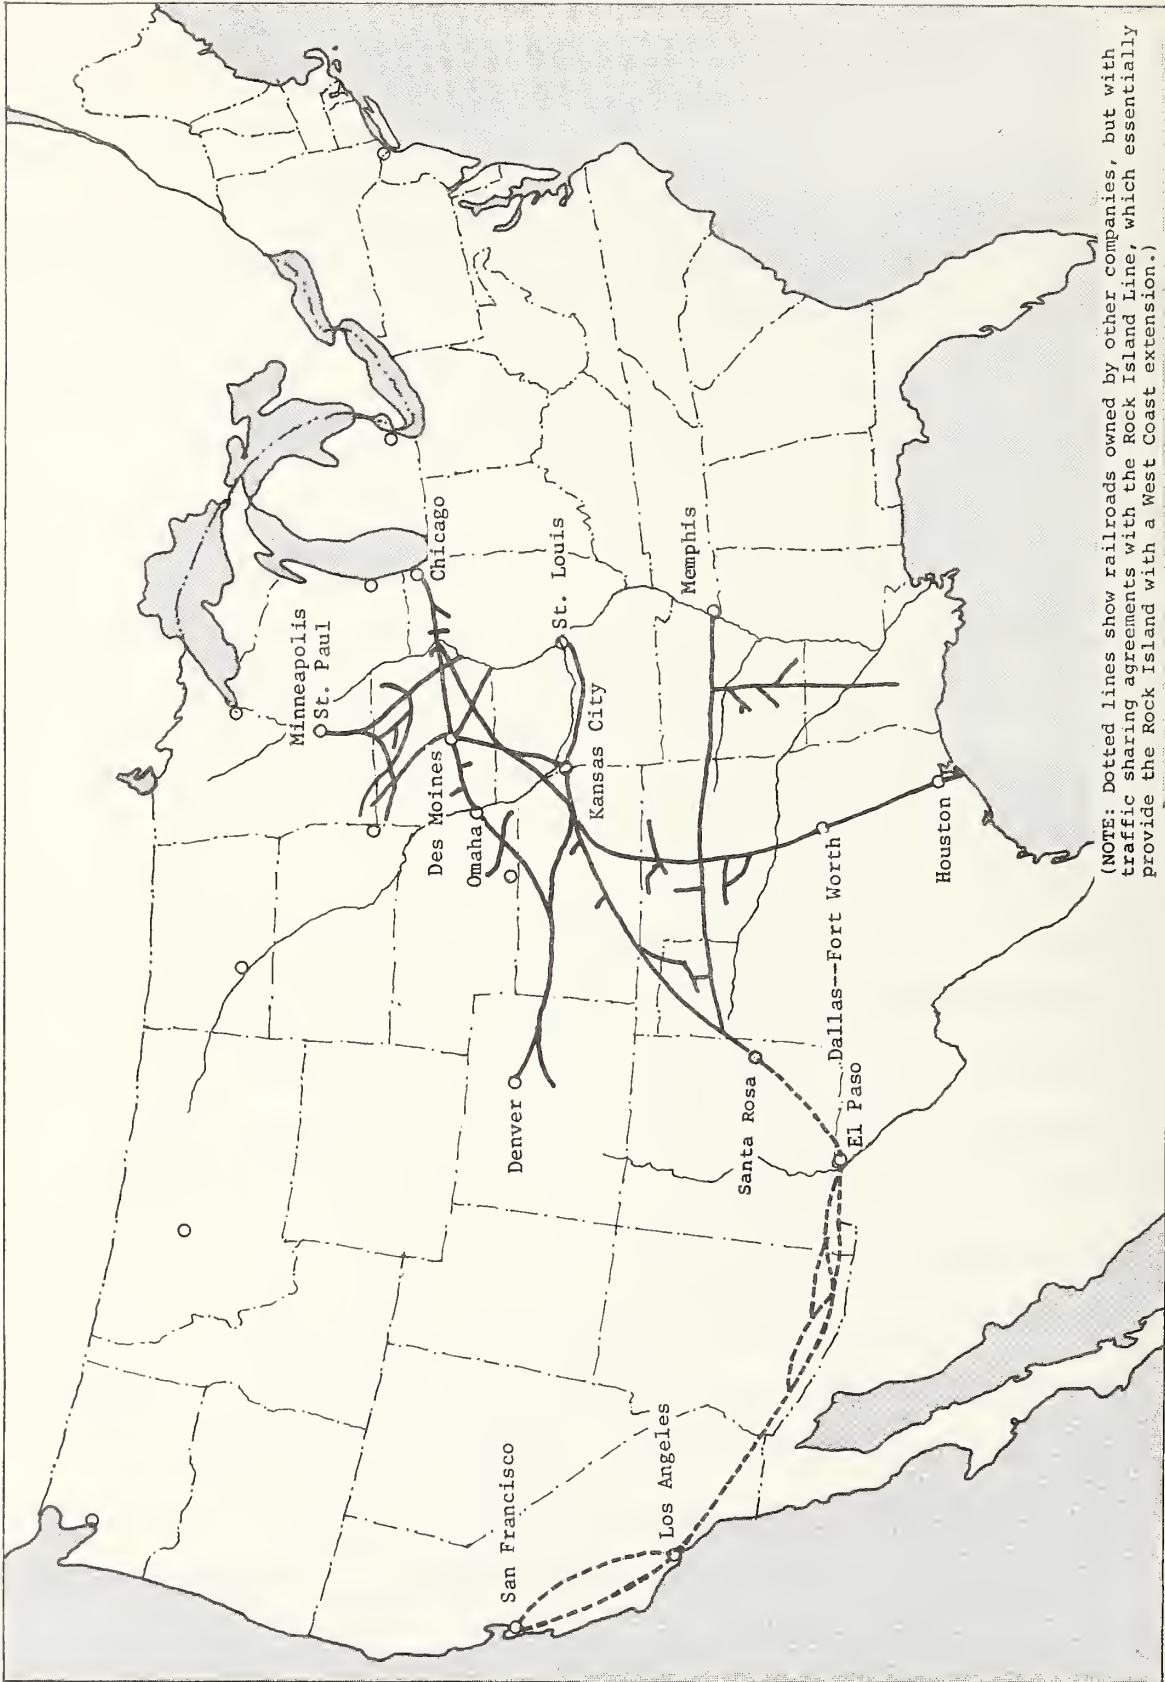 Minneapolis
St. Paul
Chicago
Des Moines
Omaha
St. Louis
Kansas City
Denver
Memphis
San Francisco
Santa Rosa
Los Angeles
Dallas--Fort Worth
El Paso
Houston
(NOTE: Dotted lines show railroads owned by other companies, but with
traffic sharing agreements with the Rock Island Line, which essentially
provide the Rock Island with a West Coast extension.)